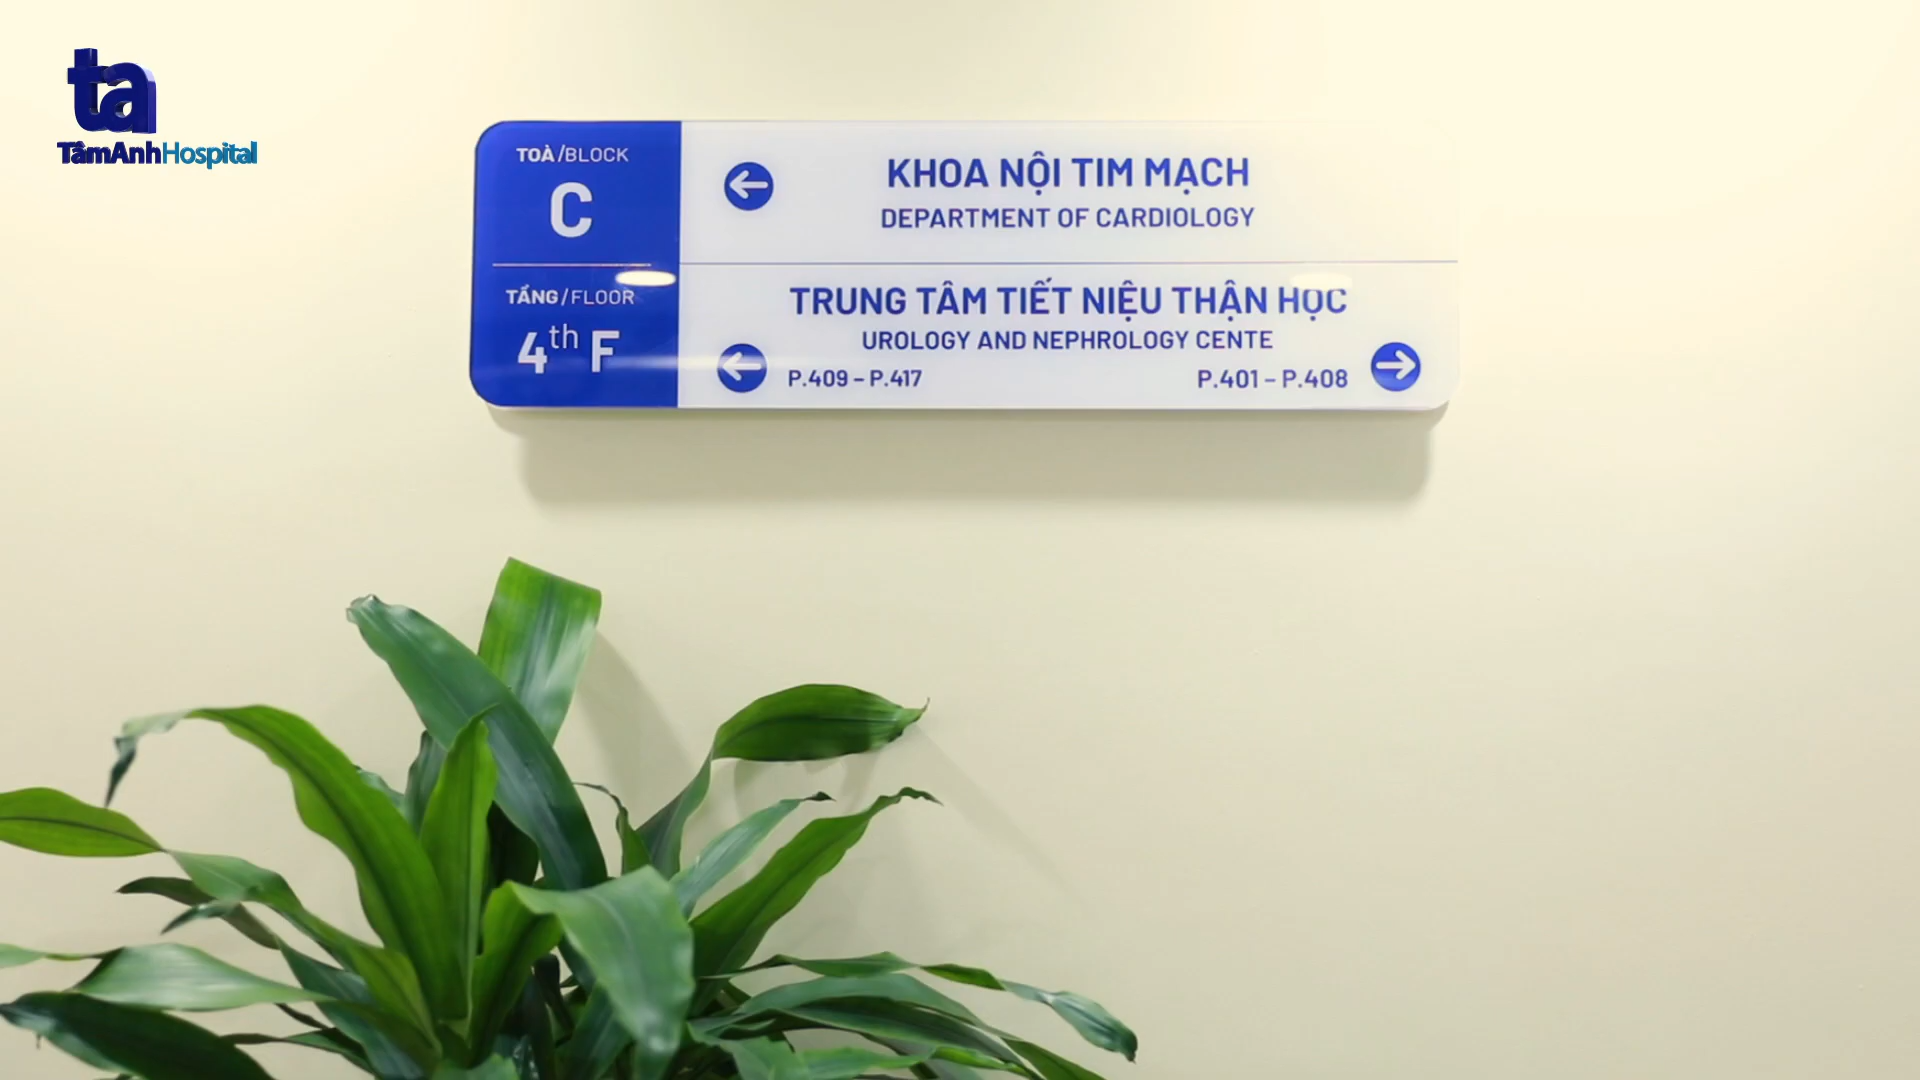 ta
TâmAnhHospital
TOÀ/BLOCK
C
TẦNG/FLOOR
4th F
KHOA NỘI TIM MẠCH
DEPARTMENT OF CARDIOLOGY
TRUNG TÂM TIẾT NIỆU THẬN HỌC
UROLOGY AND NEPHROLOGY CENTE
P.409 – P.417
P.401 – P.408